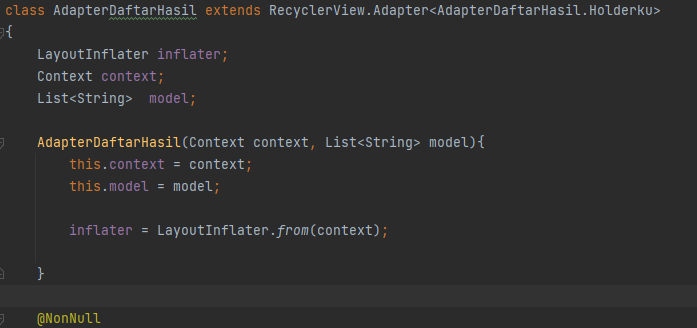 class AdapterDaftarHasil extends RecyclerView.Adapter<AdapterDaftarHasil.Holderku>
{
LayoutInflater inflater;
Context context;
List<String>  model;
AdapterDaftarHasil(Context context, List<String> model){
this.context = context;
this.model = model;
inflater = LayoutInflater.from(context);
}
@NonNull